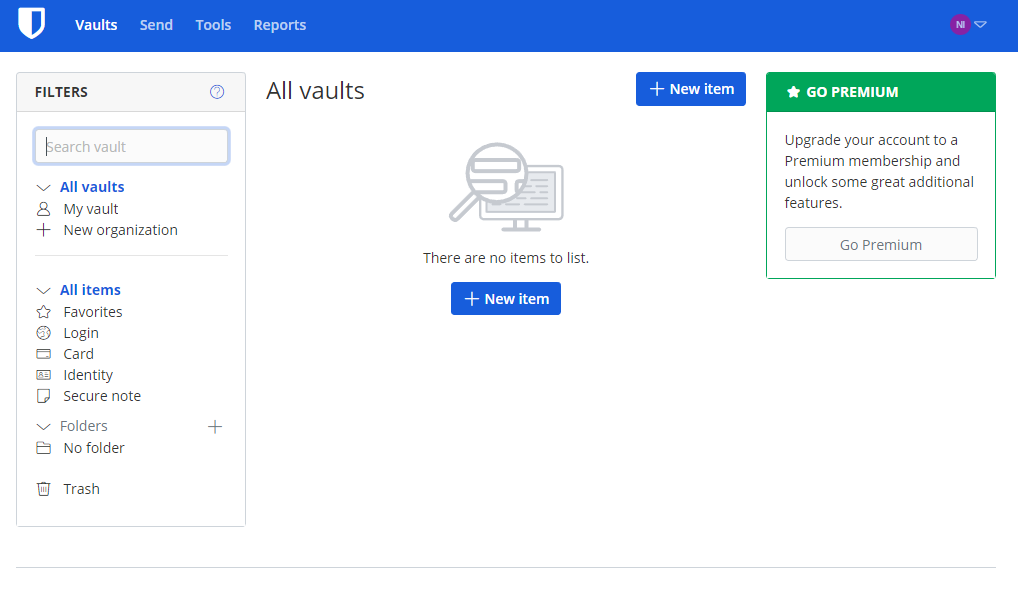 Vaults Send Tools Reports
NI
FILTERS
Search vault
All vaults
My vault
New organization
All items
Favorites
Login
Card
Identity
Secure note
Folders
No folder
Trash
All vaults
New item
There are no items to list.
New item
GO PREMIUM
Upgrade your account to a
Premium membership and
unlock some great additional
features.
Go Premium